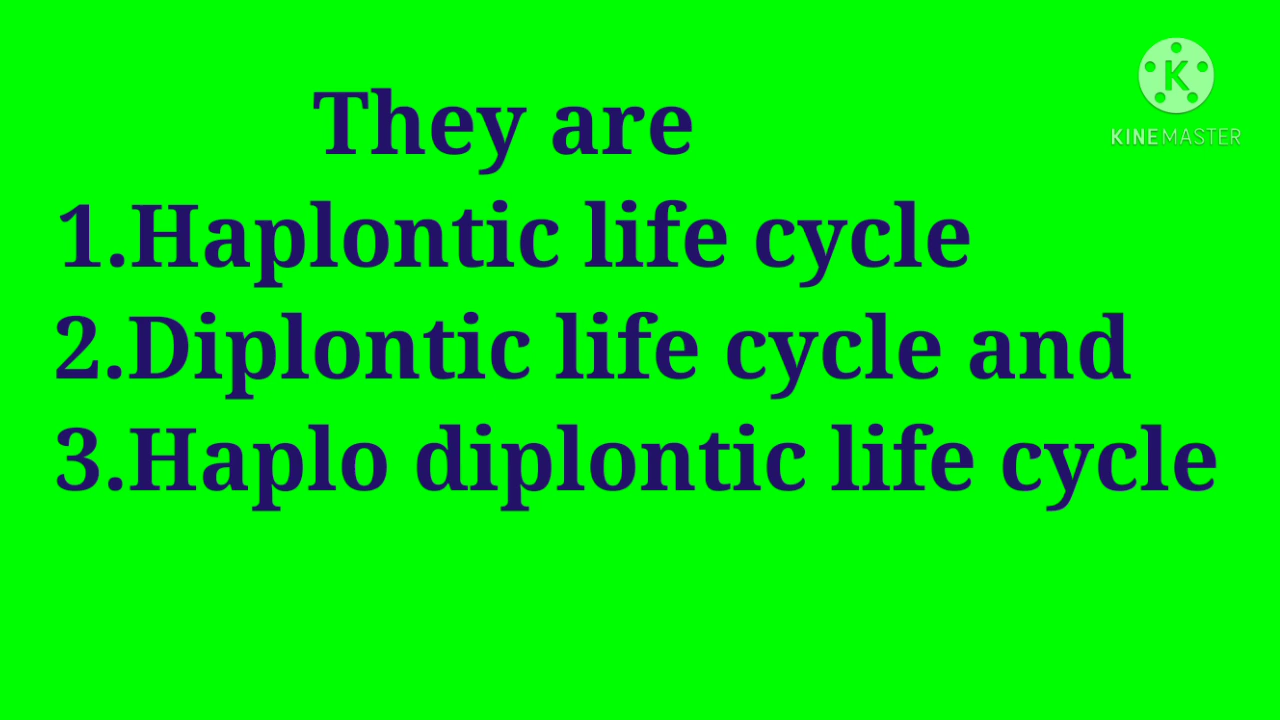 They are
1.Haplontic life cycle
2.Diplontic life cycle and
3.Haplo diplontic life cycle
K
KINEMASTER